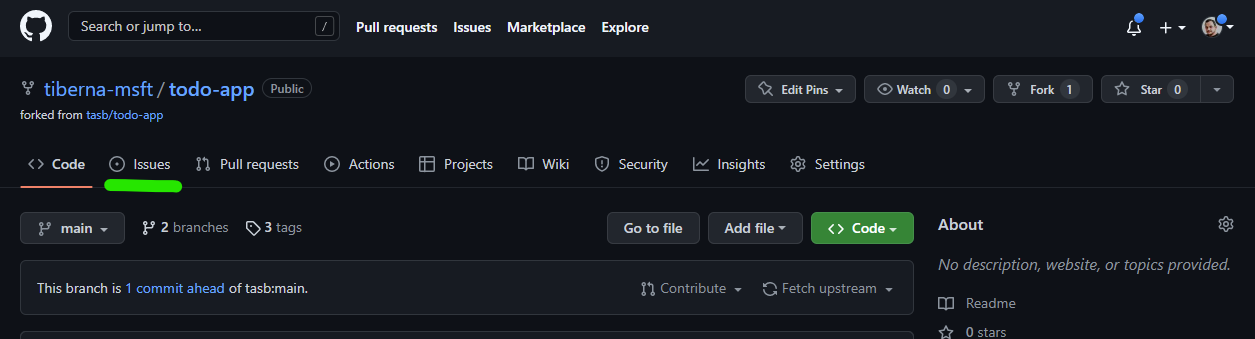 Search or jump to... / Pull requests Issues Marketplace Explore
tiberna-msft / todo-app Public Edit Pins Watch 0 Fork 1 Star 0
forked from tasb/todo-app
Code Issues Pull requests Actions Projects Wiki Security Insights Settings
main 2 branches 3 tags Go to file Add file Code About
No description, website, or topics provided.
This branch is 1 commit ahead of tasb:main. Contribute Fetch upstream
Readme
0 stars